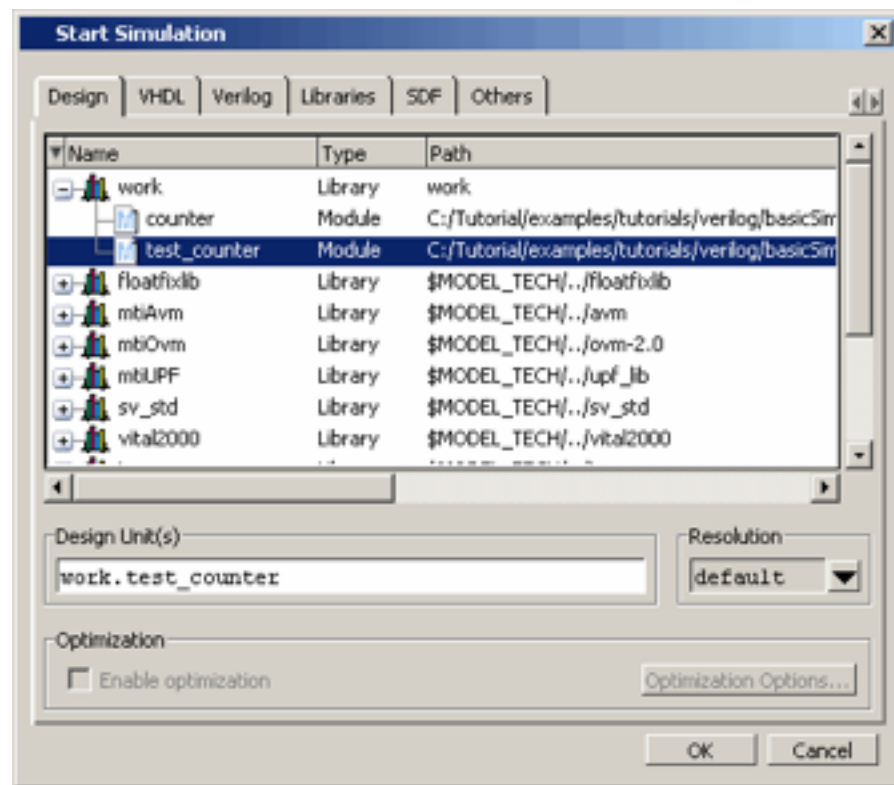 Start Simulation
Design VHDL Verilog Libraries SDF Others
Name Type Path
work Library work
counter Module C:/Tutorial/examples/tutorials/verilog/basicSim
test_counter Module C:/Tutorial/examples/tutorials/verilog/basicSim
floatfixlib Library $MODEL_TECH/../floatfixlib
mtiAvm Library $MODEL_TECH/../avm
mtiOvm Library $MODEL_TECH/../ovm-2.0
mtiUPF Library $MODEL_TECH/../upf_lib
sv_std Library $MODEL_TECH/../sv_std
vital2000 Library $MODEL_TECH/../vital2000
Design Unit(s) Resolution
work.test_counter default
Optimization
Enable optimization Optimization Options...
OK Cancel